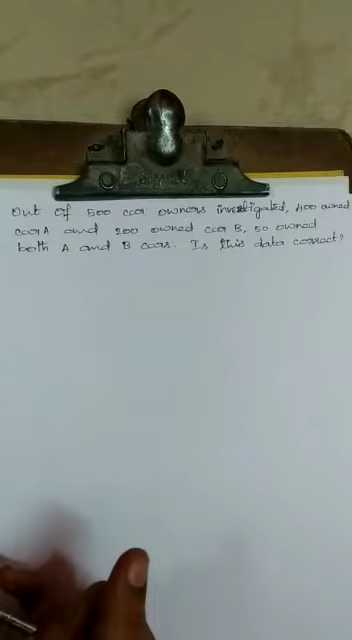 Out of 500 car owners investigated, 400 owned
car A and 200 owned car B, 50 owned
both A and B cars. Is this data correct?